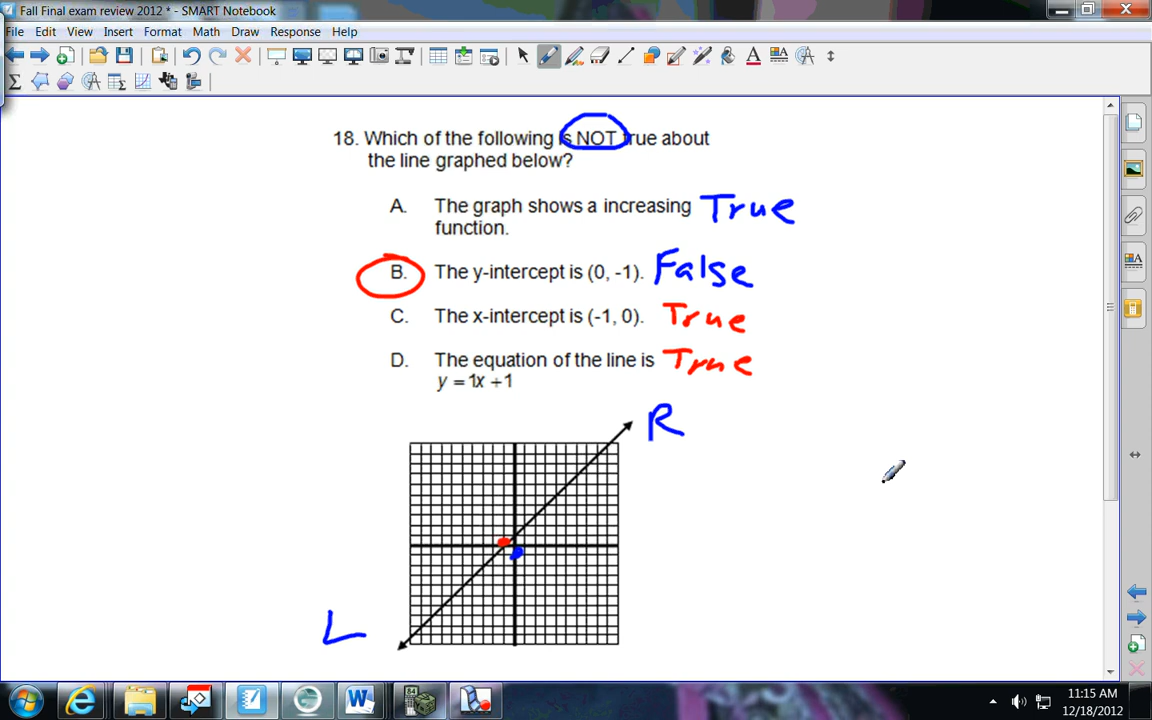 Fall Final exam review 2012 * - SMART Notebook
File Edit View Insert Format Math Draw Response Help
18. Which of the following is NOT true about
the line graphed below?
A. The graph shows a increasing True
function.
B. The y-intercept is (0, -1). False
C. The x-intercept is (-1, 0). True
D. The equation of the line is True
y = 1x +1
R
L
11:15 AM
12/18/2012